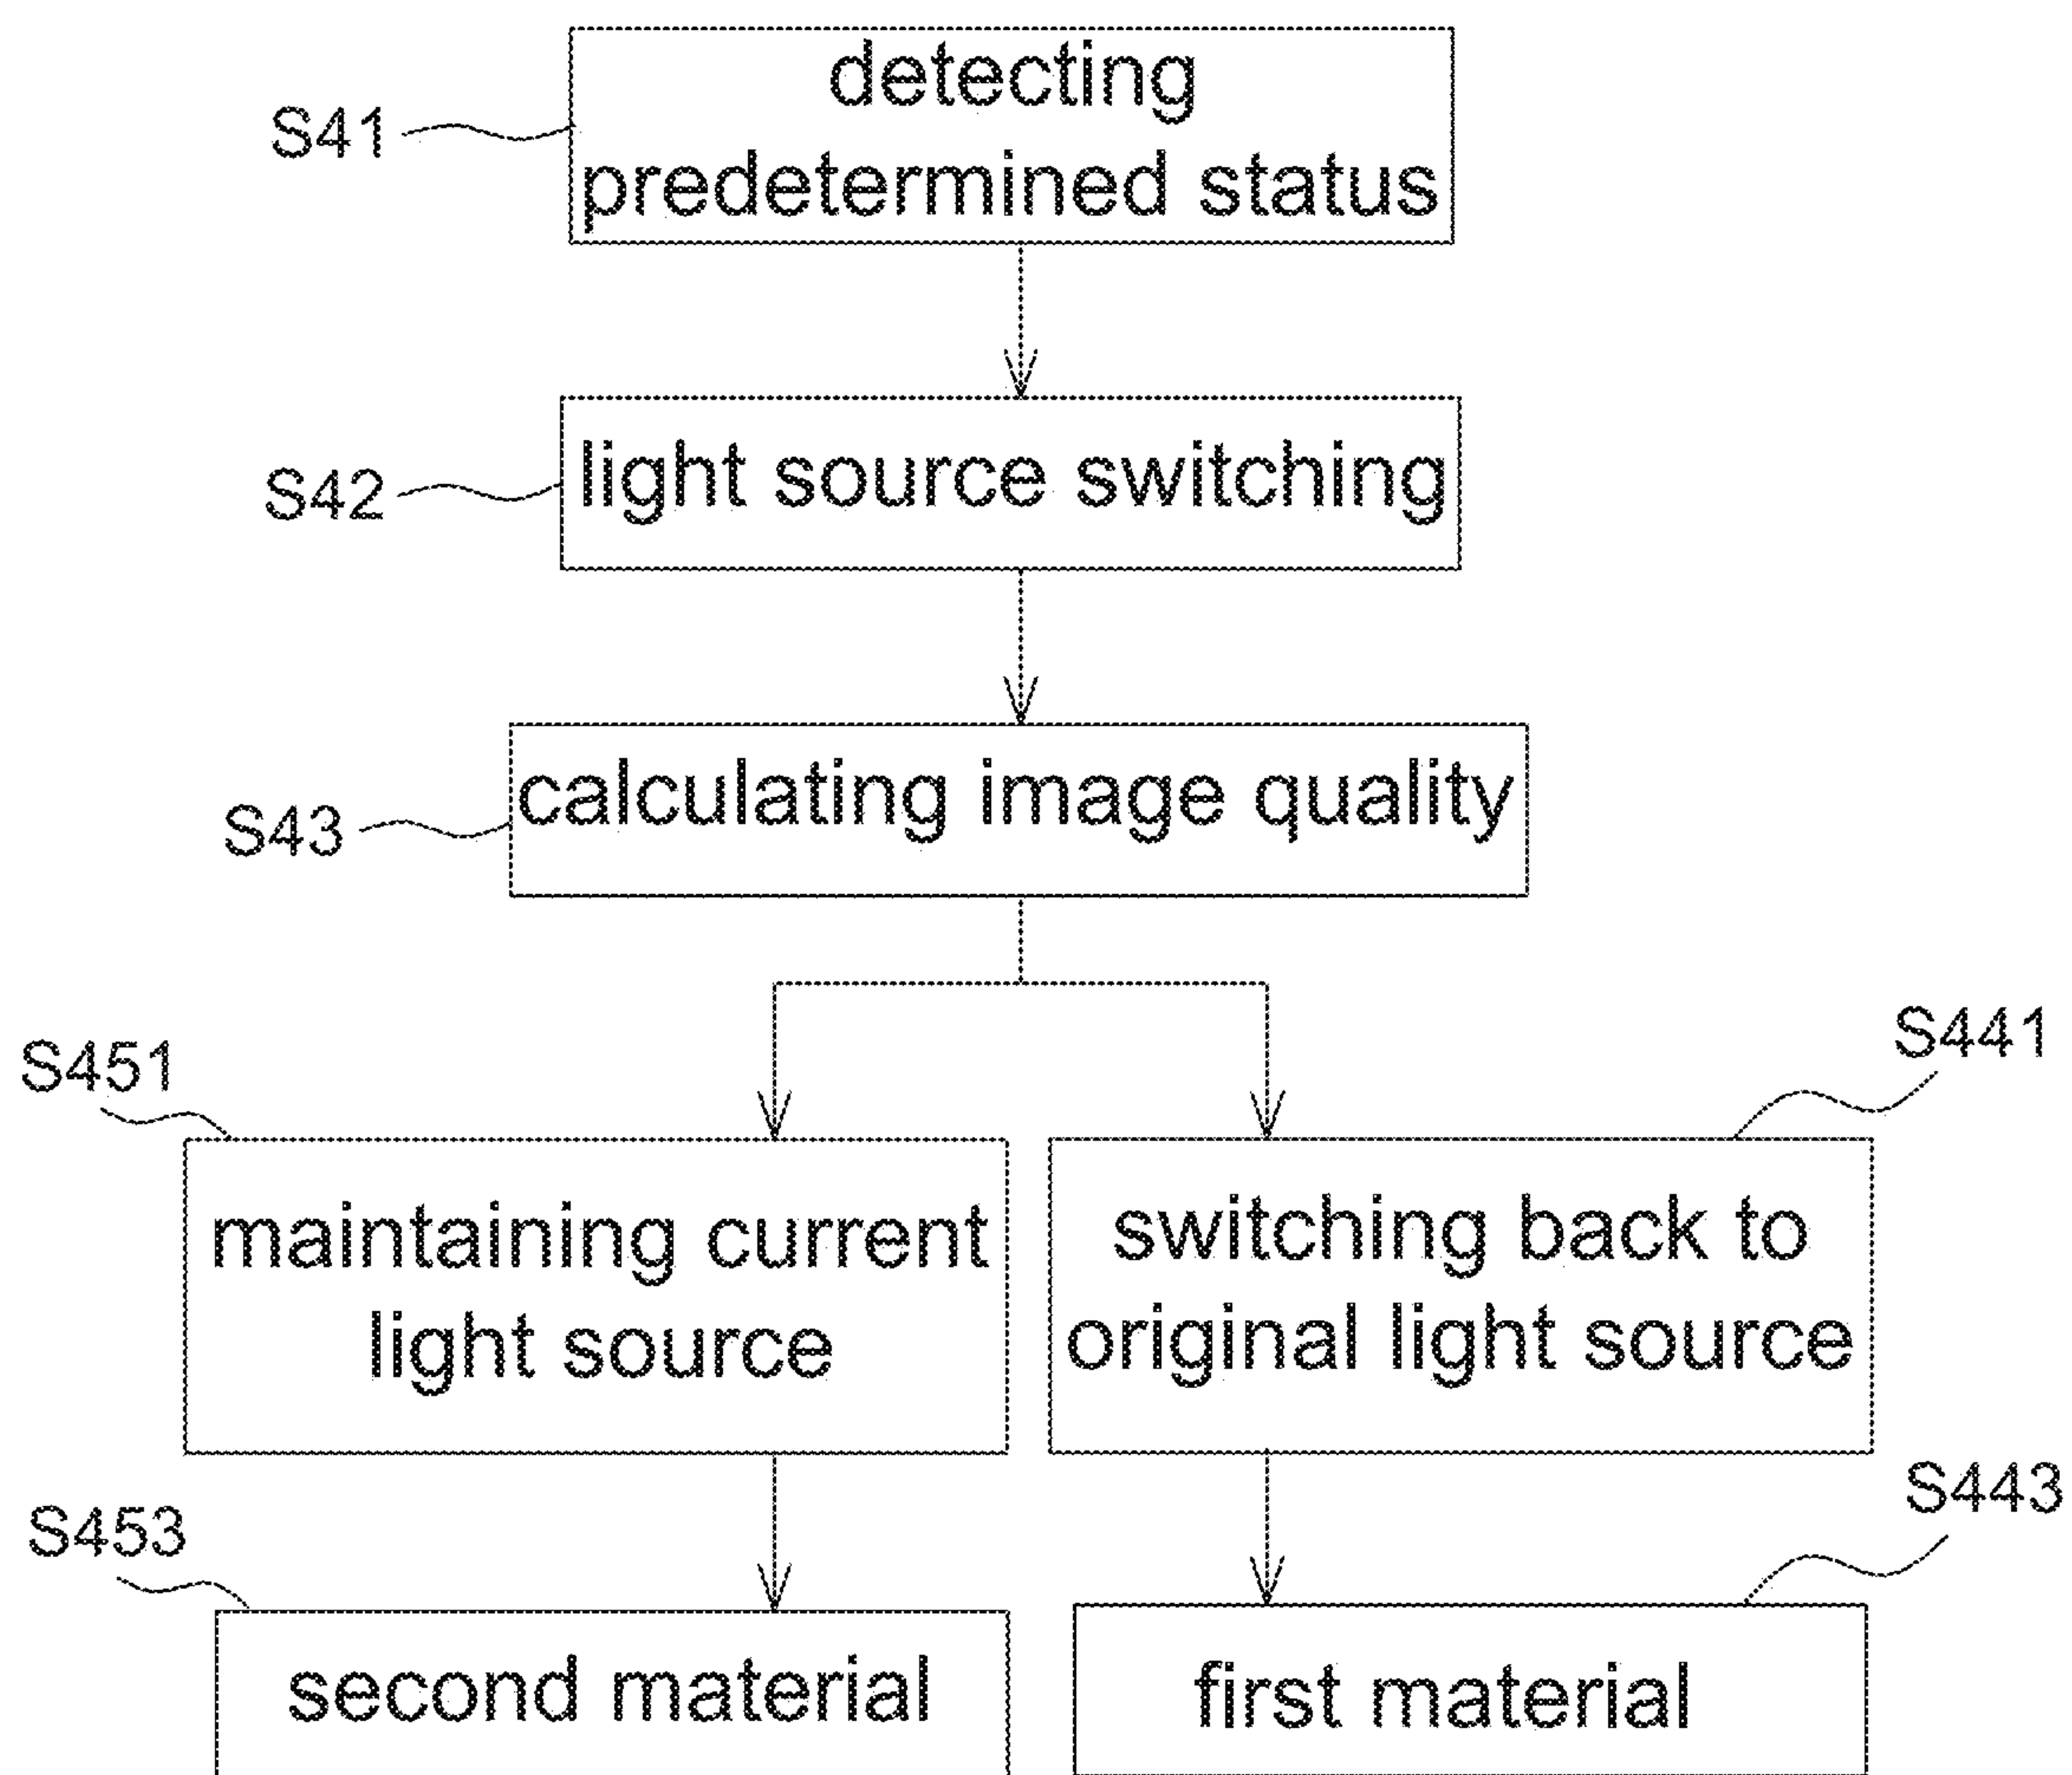 detecting
predetermined status
S41
light source switching
S42
calculating image quality
S43
S451
S441
maintaining current
light source
switching back to
original light source
S453
S443
second material
first material